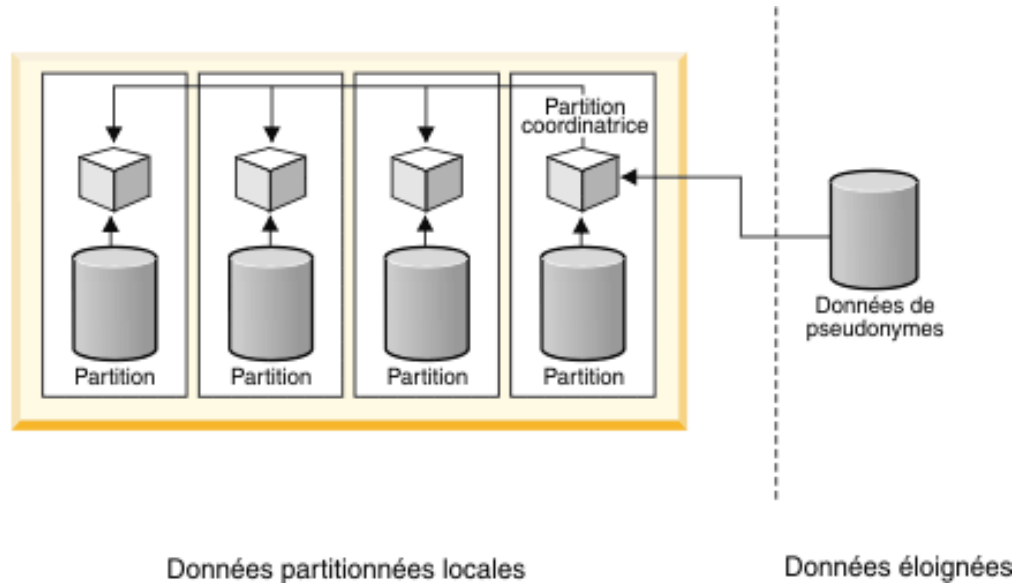 Partition
coordinatrice
Partition
Partition
Partition
Partition
Données de
pseudonymes
Données partitionnées locales
Données éloignées